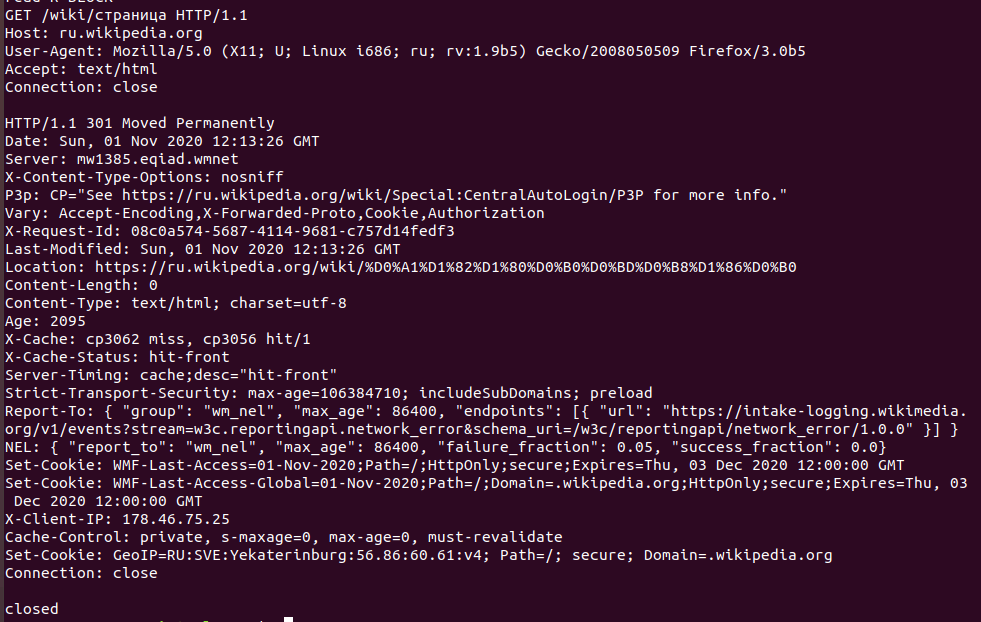 GET /wiki/страница HTTP/1.1
Host: ru.wikipedia.org
User-Agent: Mozilla/5.0 (X11; U; Linux i686; ru; rv:1.9b5) Gecko/2008050509 Firefox/3.0b5
Accept: text/html
Connection: close
HTTP/1.1 301 Moved Permanently
Date: Sun, 01 Nov 2020 12:13:26 GMT
Server: mw1385.eqiad.wmnet
X-Content-Type-Options: nosniff
P3p: CP="See https://ru.wikipedia.org/wiki/Special:CentralAutoLogin/P3P for more info."
Vary: Accept-Encoding,X-Forwarded-Proto,Cookie,Authorization
X-Request-Id: 08c0a574-5687-4114-9681-c757d14fedf3
Last-Modified: Sun, 01 Nov 2020 12:13:26 GMT
Location: https://ru.wikipedia.org/wiki/%D0%A1%D1%82%D1%80%D0%B0%D0%BD%D0%B8%D1%86%D0%B0
Content-Length: 0
Content-Type: text/html; charset=utf-8
Age: 2095
X-Cache: cp3062 miss, cp3056 hit/1
X-Cache-Status: hit-front
Server-Timing: cache;desc="hit-front"
Strict-Transport-Security: max-age=106384710; includeSubDomains; preload
Report-To: { "group": "wm_nel", "max_age": 86400, "endpoints": [{ "url": "https://intake-logging.wikimedia.
org/v1/events?stream=w3c.reportingapi.network_error&schema_uri=/w3c/reportingapi/network_error/1.0.0" }] }
NEL: { "report_to": "wm_nel", "max_age": 86400, "failure_fraction": 0.05, "success_fraction": 0.0}
Set-Cookie: WMF-Last-Access=01-Nov-2020;Path=/;HttpOnly;secure;Expires=Thu, 03 Dec 2020 12:00:00 GMT
Set-Cookie: WMF-Last-Access-Global=01-Nov-2020;Path=/;Domain=.wikipedia.org;HttpOnly;secure;Expires=Thu, 03
Dec 2020 12:00:00 GMT
X-Client-IP: 178.46.75.25
Cache-Control: private, s-maxage=0, max-age=0, must-revalidate
Set-Cookie: GeoIP=RU:SVE:Yekaterinburg:56.86:60.61:v4; Path=/; secure; Domain=.wikipedia.org
Connection: close
closed